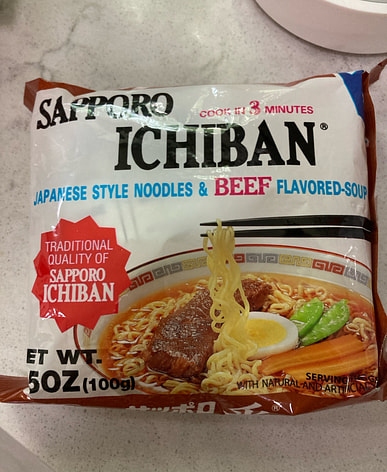 SAPPORO
COOK IN 3 MINUTES
ICHIBAN®
JAPANESE STYLE NOODLES & BEEF FLAVORED-SOUP
TRADITIONAL
QUALITY OF
SAPPORO
ICHIBAN
ET WT.
5OZ (100g)
SERVING
WITH NATURAL AND ARTIFICIAL